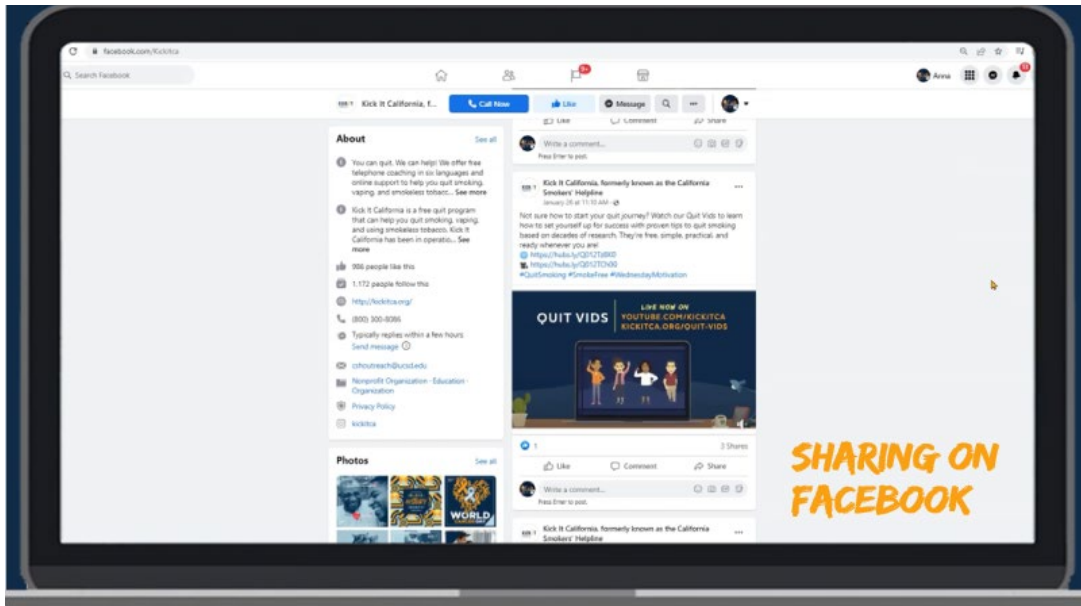 facebook.com/Kickitca
Search Facebook
9+
Anna
Kick It California, f...
Call Now
Like
Message
About
See all
You can quit. We can help! We offer free
telephone coaching in six languages and
online support to help you quit smoking,
vaping, and smokeless tobacc... See more
Kick It California is a free quit program
that can help you quit smoking, vaping,
and using smokeless tobacco. Kick It
California has been in operatio... See
more
986 people like this
1,172 people follow this
http://kickitca.org/
(800) 300-8086
Typically replies within a few hours
Send message
cshoutreach@ucsd.edu
Nonprofit Organization · Education ·
Organization
Privacy Policy
kickitca
Photos
See all
WORLD
Like
Comment
Share
Write a comment...
Press Enter to post.
Kick It California, formerly known as the California
Smokers' Helpline
January 26 at 11:10 AM ·
Not sure how to start your quit journey? Watch our Quit Vids to learn
how to set yourself up for success with proven tips to quit smoking
based on decades of research. They're free, simple, practical, and
ready whenever you are!
#QuitSmoking #SmokeFree #WednesdayMotivation
QUIT VIDS
LIVE NOW ON
YOUTUBE.COM/KICKITCA
KICKITCA.ORG/QUIT-VIDS
1
3 Shares
Like
Comment
Share
Write a comment...
Press Enter to post.
Kick It California, formerly known as the California
Smokers' Helpline
SHARING ON
FACEBOOK